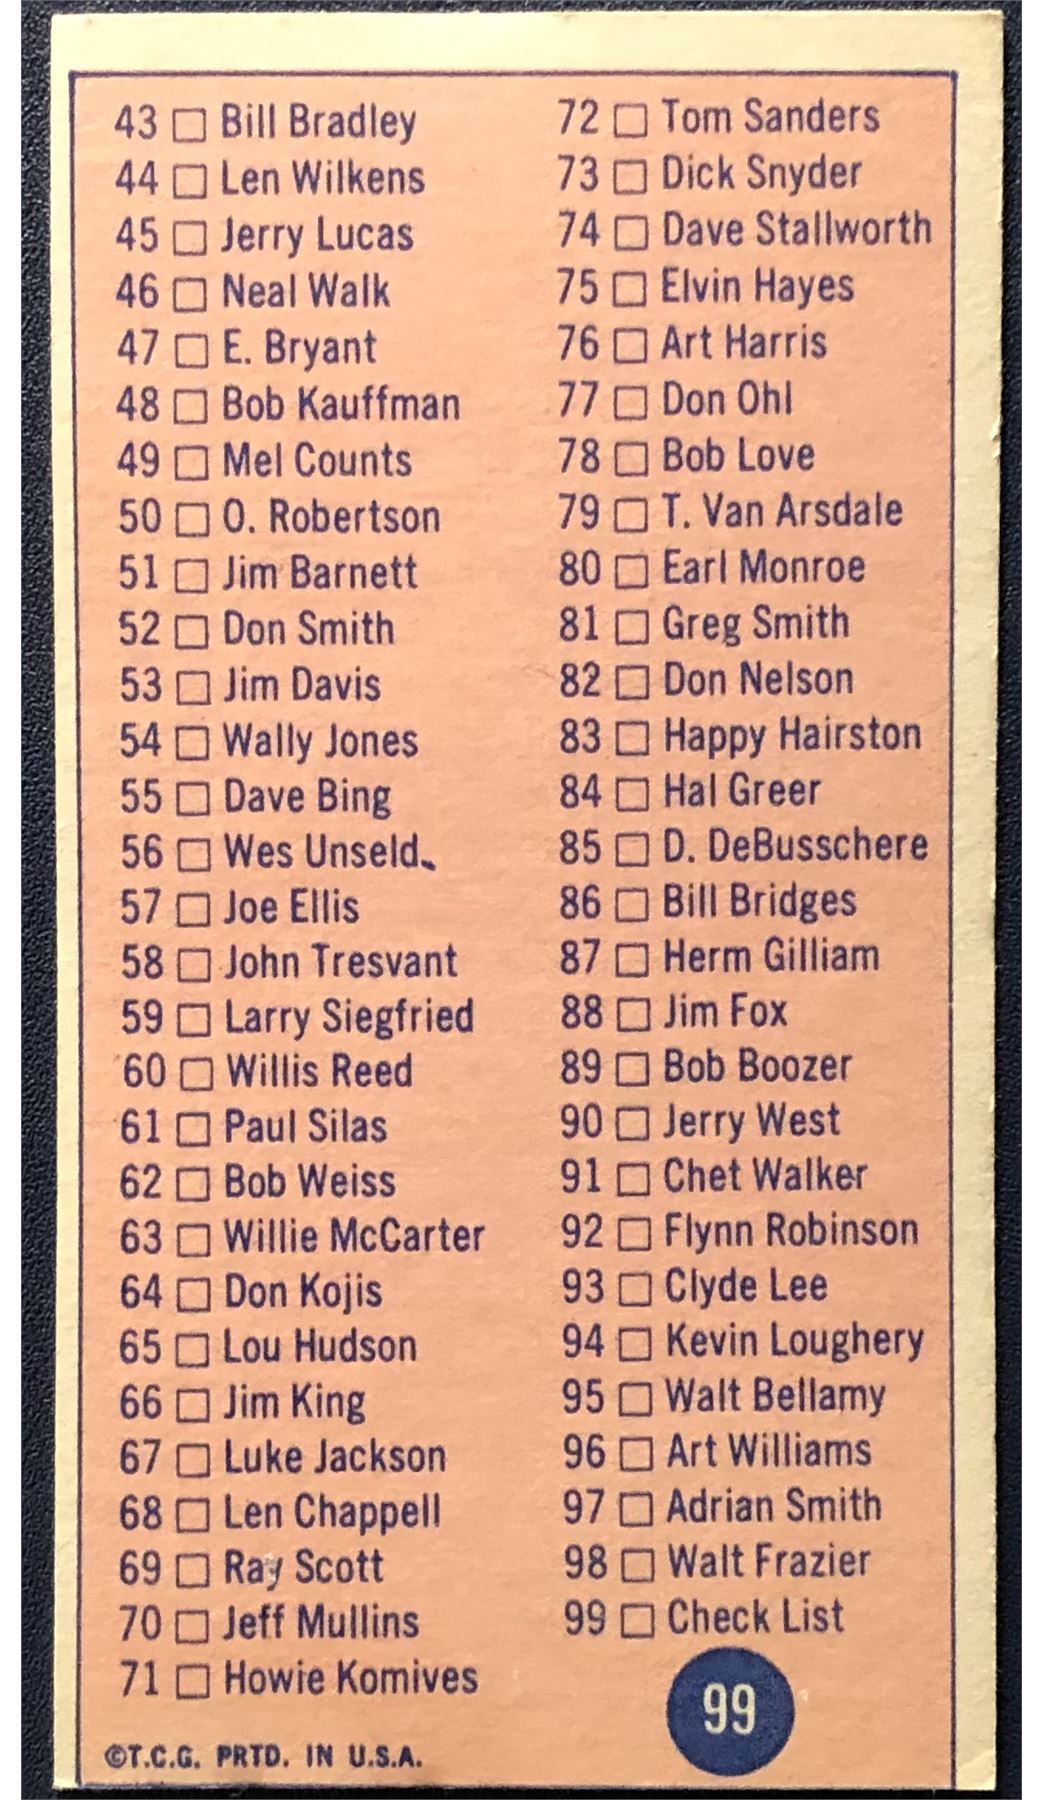 43 □ Bill Bradley
44 □ Len Wilkens
45 □ Jerry Lucas
46 □ Neal Walk
47 □ E. Bryant
48 □ Bob Kauffman
49 □ Mel Counts
50 □ O. Robertson
51 □ Jim Barnett
52 □ Don Smith
53 □ Jim Davis
54 □ Wally Jones
55 □ Dave Bing
56 □ Wes Unseld
57 □ Joe Ellis
58 □ John Tresvant
59 □ Larry Siegfried
60 □ Willis Reed
61 □ Paul Silas
62 □ Bob Weiss
63 □ Willie McCarter
64 □ Don Kojis
65 □ Lou Hudson
66 □ Jim King
67 □ Luke Jackson
68 □ Len Chappell
69 □ Ray Scott
70 □ Jeff Mullins
71 □ Howie Komives
©T.C.G. PRTD. IN U.S.A.
72 □ Tom Sanders
73 □ Dick Snyder
74 □ Dave Stallworth
75 □ Elvin Hayes
76 □ Art Harris
77 □ Don Ohl
78 □ Bob Love
79 □ T. Van Arsdale
80 □ Earl Monroe
81 □ Greg Smith
82 □ Don Nelson
83 □ Happy Hairston
84 □ Hal Greer
85 □ D. DeBusschere
86 □ Bill Bridges
87 □ Herm Gilliam
88 □ Jim Fox
89 □ Bob Boozer
90 □ Jerry West
91 □ Chet Walker
92 □ Flynn Robinson
93 □ Clyde Lee
94 □ Kevin Loughery
95 □ Walt Bellamy
96 □ Art Williams
97 □ Adrian Smith
98 □ Walt Frazier
99 □ Check List
99